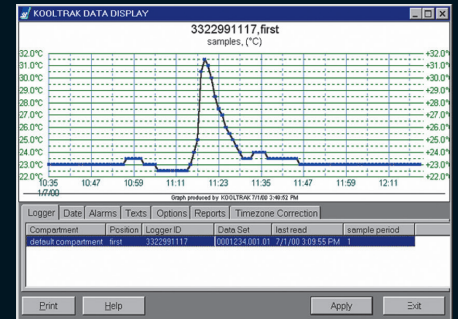 KOOLTRAK DATA DISPLAY
3322991117,first
samples, (°C)
32.0°C +32.0°
31.0°C +31.0°
30.0°C +30.0°
29.0°C +29.0°
28.0°C +28.0°
27.0°C +27.0°
26.0°C +26.0°
25.0°C +25.0°
24.0°C +24.0°
23.0°C +23.0°
22.0°C +22.0°
10:35 10:47 10:59 11:11 11:23 11:35 11:47 11:59 12:11
1/7/00
Graph produced by KOOLTRAK 7/1/00 3:49:52 PM
Logger Date Alarms Texts Options Reports Timezone Correction
Compartment Position Logger ID Data Set last read sample period
default compartment first 3322991117 0001234.001.01 7/1/00 3:09:55 PM 1
Print Help Apply Exit